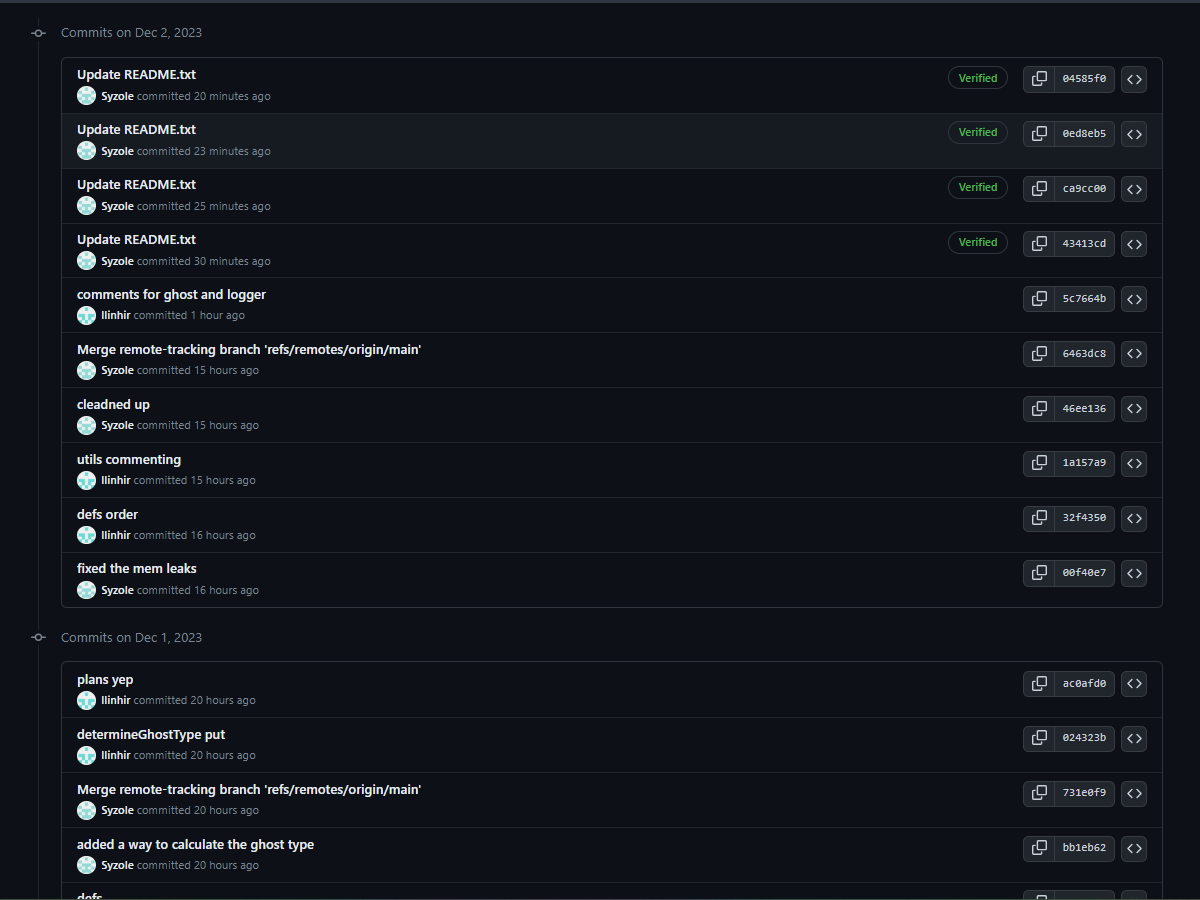 Commits on Dec 2, 2023
Update README.txt
Verified
04585f0
Syzole committed 20 minutes ago
Update README.txt
Verified
0ed8eb5
Syzole committed 23 minutes ago
Update README.txt
Verified
ca9cc00
Syzole committed 25 minutes ago
Update README.txt
Verified
43413cd
Syzole committed 30 minutes ago
comments for ghost and logger
5c7664b
llinhir committed 1 hour ago
Merge remote-tracking branch 'refs/remotes/origin/main'
6463dc8
Syzole committed 15 hours ago
cleadned up
46ee136
Syzole committed 15 hours ago
utils commenting
1a157a9
llinhir committed 15 hours ago
defs order
32f4350
llinhir committed 16 hours ago
fixed the mem leaks
00f40e7
Syzole committed 16 hours ago
Commits on Dec 1, 2023
plans yep
ac0afd0
llinhir committed 20 hours ago
determineGhostType put
024323b
llinhir committed 20 hours ago
Merge remote-tracking branch 'refs/remotes/origin/main'
731e0f9
Syzole committed 20 hours ago
added a way to calculate the ghost type
bb1eb62
Syzole committed 20 hours ago
defs